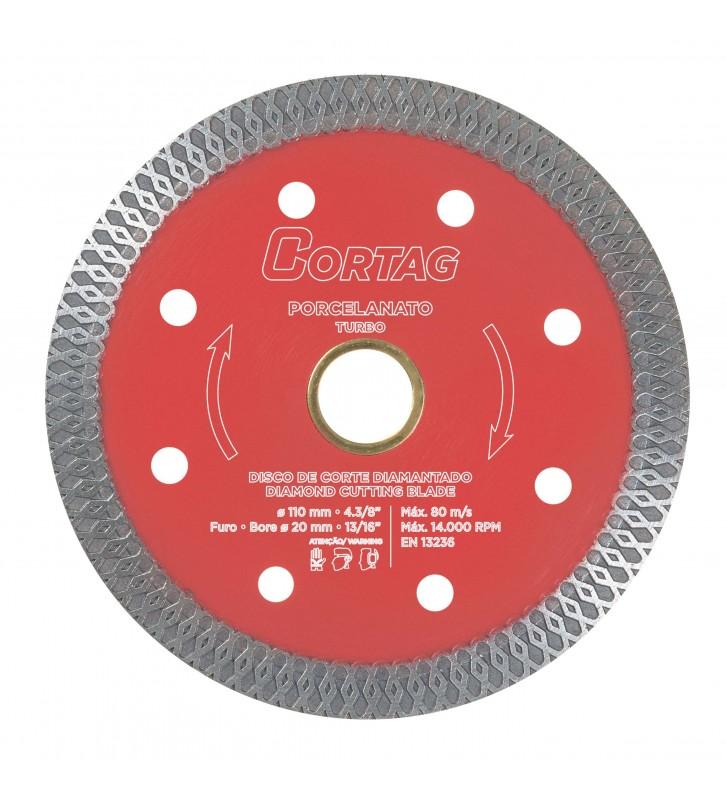 CORTAG
PORCELANATO
TURBO
DISCO DE CORTE DIAMANTADO
DIAMOND CUTTING BLADE
ø 110 mm • 4.3/8" Máx. 80 m/s
Furo • Bore ø 20 mm • 13/16" Máx. 14.000 RPM
ATENÇÃO/WARNING EN 13236